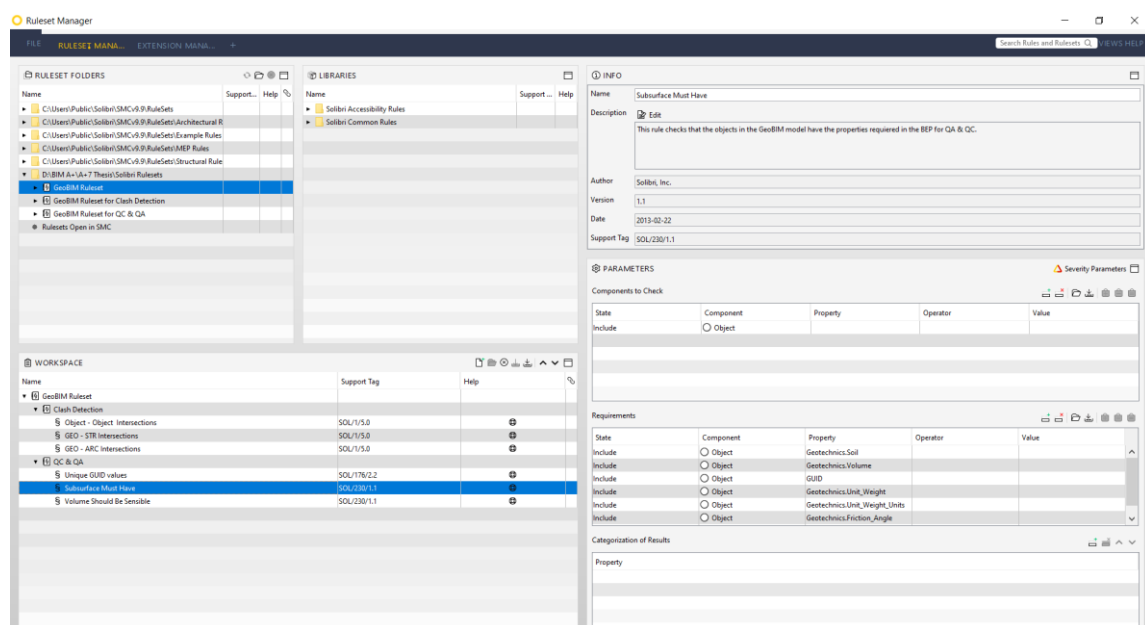 Ruleset Manager
FILE RULESET MANA... EXTENSION MANA... +
Search Rules and Rulesets VIEWS HELP
RULESET FOLDERS
Name Support... Help
C:\Users\Public\Solibri\SMCv9.9\RuleSets
C:\Users\Public\Solibri\SMCv9.9\RuleSets\Architectural R
C:\Users\Public\Solibri\SMCv9.9\RuleSets\Example Rules
C:\Users\Public\Solibri\SMCv9.9\RuleSets\MEP Rules
C:\Users\Public\Solibri\SMCv9.9\RuleSets\Structural Rule
D:\BIM A+\A+7 Thesis\Solibri Rulesets
GeoBIM Ruleset
GeoBIM Ruleset for Clash Detection
GeoBIM Ruleset for QC & QA
Rulesets Open in SMC
LIBRARIES
Name Support ... Help
Solibri Accessibility Rules
Solibri Common Rules
WORKSPACE
Name Support Tag Help
GeoBIM Ruleset
Clash Detection
§ Object - Object Intersections SOL/1/5.0
§ GEO - STR Intersections SOL/1/5.0
§ GEO - ARC Intersections SOL/1/5.0
QC & QA
§ Unique GUID values SOL/176/2.2
§ Subsurface Must Have SOL/230/1.1
§ Volume Should Be Sensible SOL/230/1.1
INFO
Name Subsurface Must Have
Description Edit
This rule checks that the objects in the GeoBIM model have the properties requiered in the BEP for QA & QC.
Author Solibri, Inc.
Version 1.1
Date 2013-02-22
Support Tag SOL/230/1.1
PARAMETERS Severity Parameters
Components to Check
State Component Property Operator Value
Include Object
Requirements
State Component Property Operator Value
Include Object Geotechnics.Soil
Include Object Geotechnics.Volume
Include Object GUID
Include Object Geotechnics.Unit_Weight
Include Object Geotechnics.Unit_Weight_Units
Include Object Geotechnics.Friction_Angle
Categorization of Results
Property